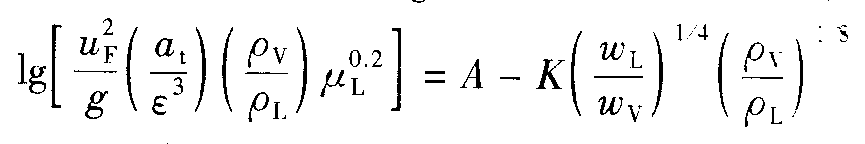 lg[ u_F^2/g (a_t/ε^3) (ρ_V/ρ_L) μ_L^0.2 ] = A − K (w_L/w_V)^1/4 (ρ_V/ρ_L)